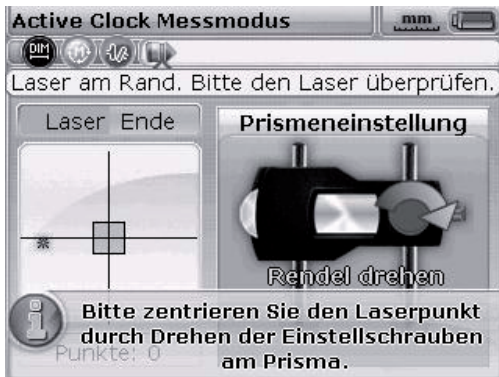 Active Clock Messmodus
mm
DIM
M
Laser am Rand. Bitte den Laser überprüfen.
Laser Ende
Prismeneinstellung
Rendel drehen
i
Bitte zentrieren Sie den Laserpunkt
durch Drehen der Einstellschrauben
am Prisma.
Punkte: 0